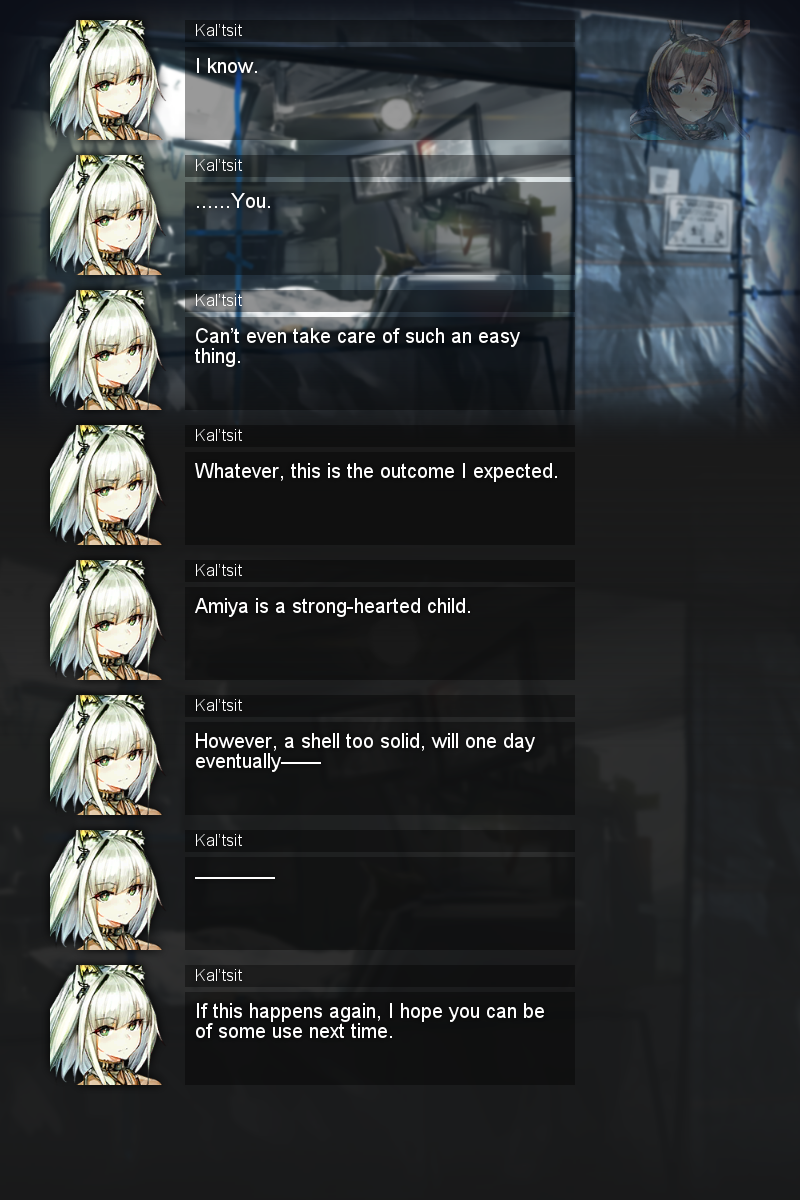 Kal'tsit
I know.
Kal'tsit
......You.
Kal'tsit
Can't even take care of such an easy
thing.
Kal'tsit
Whatever, this is the outcome I expected.
Kal'tsit
Amiya is a strong-hearted child.
Kal'tsit
However, a shell too solid, will one day
eventually——
Kal'tsit
————
Kal'tsit
If this happens again, I hope you can be
of some use next time.